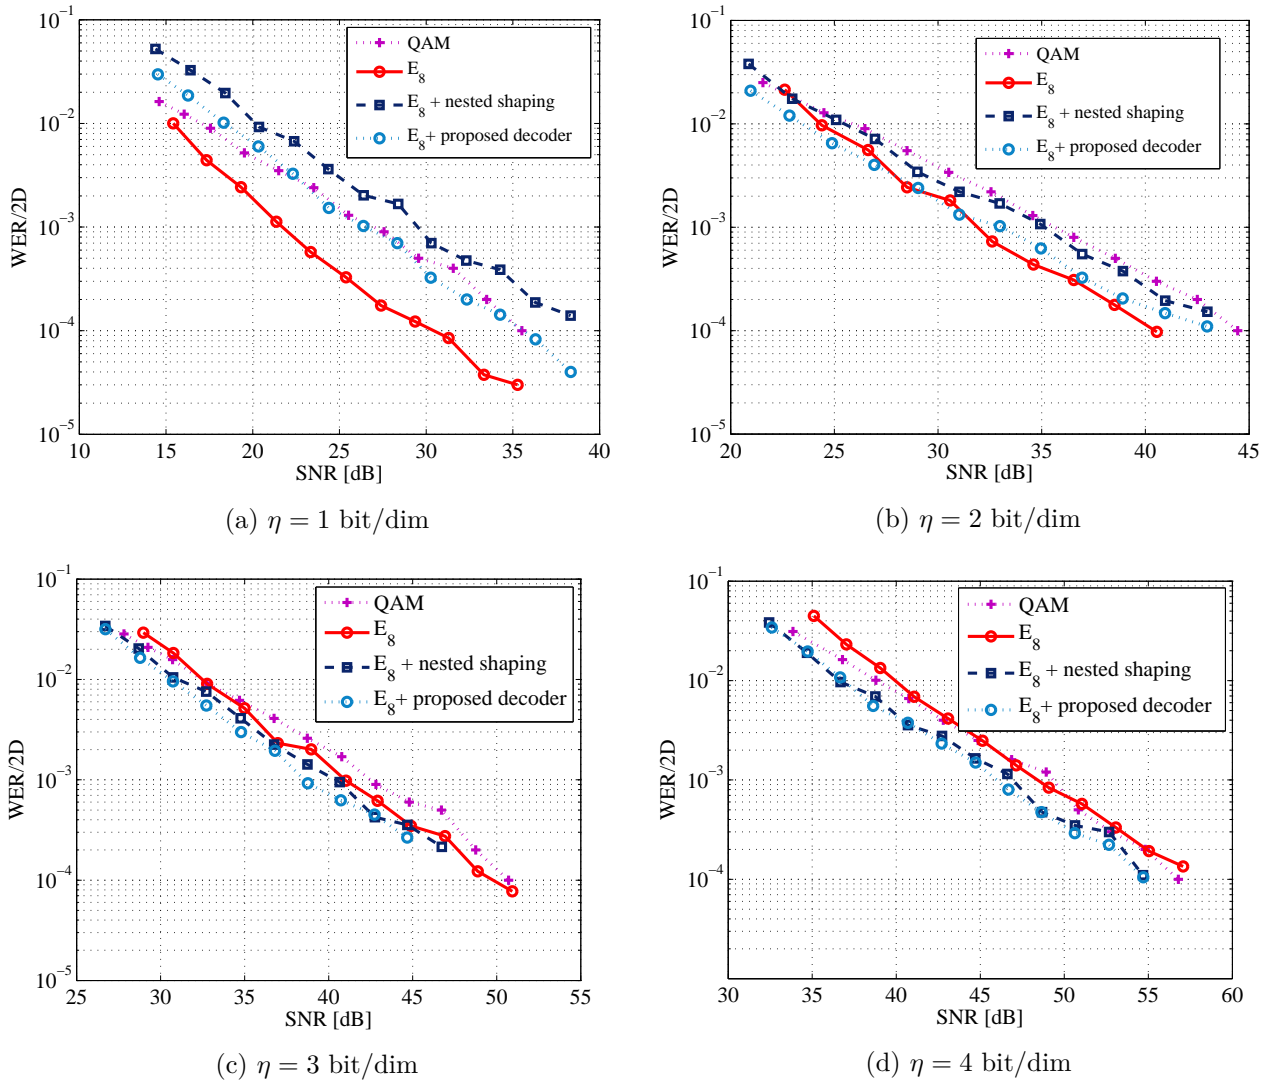 10⁻¹
10⁻²
10⁻³
10⁻⁴
10⁻⁵
WER/2D
QAM
E₈
E₈ + nested shaping
E₈+ proposed decoder
10 15 20 25 30 35 40
SNR [dB]
(a) η = 1 bit/dim
10⁻¹
10⁻²
10⁻³
10⁻⁴
10⁻⁵
WER/2D
QAM
E₈
E₈ + nested shaping
E₈+ proposed decoder
20 25 30 35 40 45
SNR [dB]
(b) η = 2 bit/dim
10⁻¹
10⁻²
10⁻³
10⁻⁴
10⁻⁵
WER/2D
QAM
E₈
E₈ + nested shaping
E₈+ proposed decoder
25 30 35 40 45 50 55
SNR [dB]
(c) η = 3 bit/dim
10⁻¹
10⁻²
10⁻³
10⁻⁴
WER/2D
QAM
E₈
E₈ + nested shaping
E₈+ proposed decoder
30 35 40 45 50 55 60
SNR [dB]
(d) η = 4 bit/dim